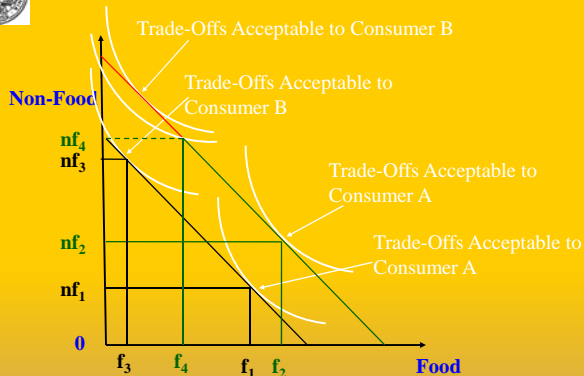 Trade-Offs Acceptable to Consumer B
Trade-Offs Acceptable to
Consumer B
Non-Food
nf4
nf3
Trade-Offs Acceptable to
Consumer A
nf2
Trade-Offs Acceptable to
Consumer A
nf1
0
f3
f4
f1
f2
Food